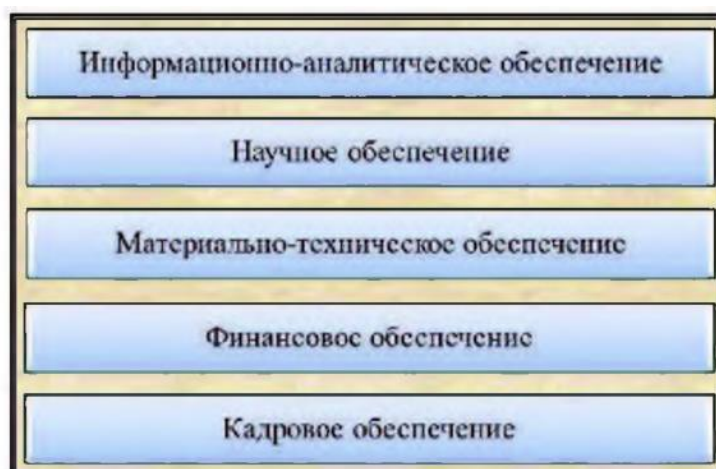 Информационно-аналитическое обеспечение
Научное обеспечение
Материально-техническое обеспечение
Финансовое обеспечение
Кадровое обеспечение